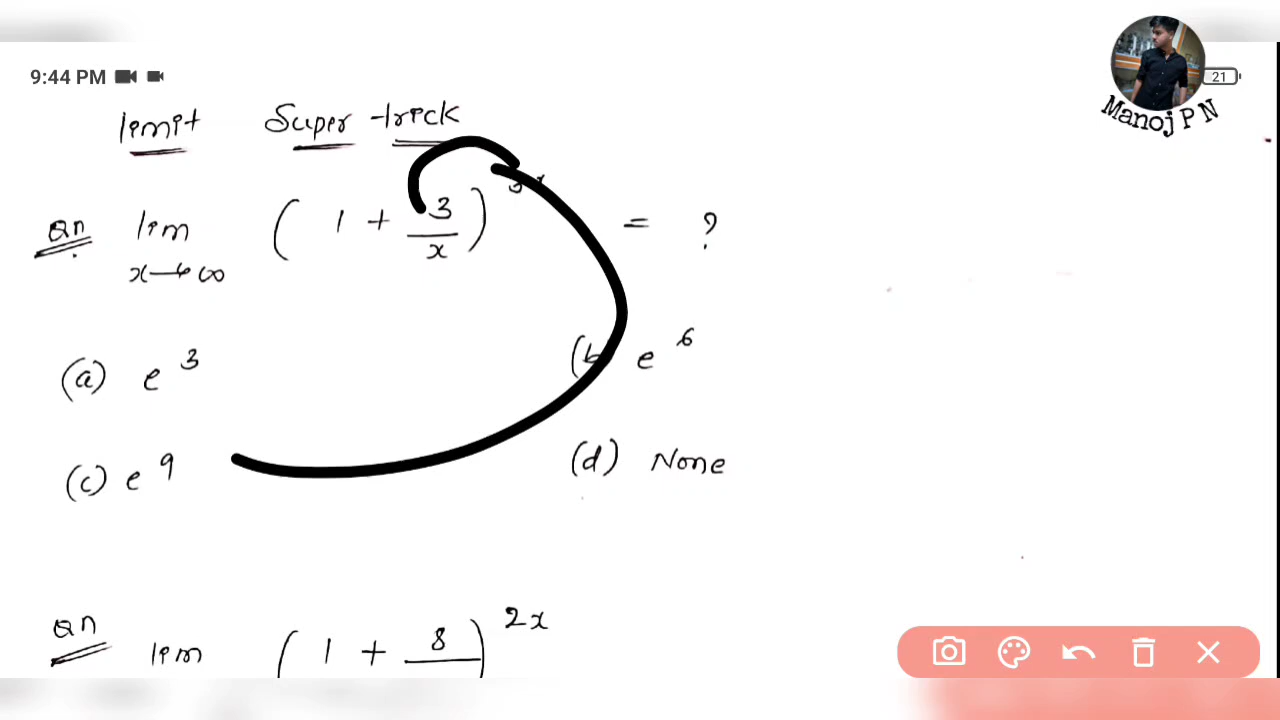 9:44 PM
21
Manoj P N
limit Super trick
Qn lim ( 1 + 3 ) = ?
x→∞ x
(a) e 3
(b) e 6
(c) e 9
(d) None
Qn lim ( 1 + 8 ) 2x